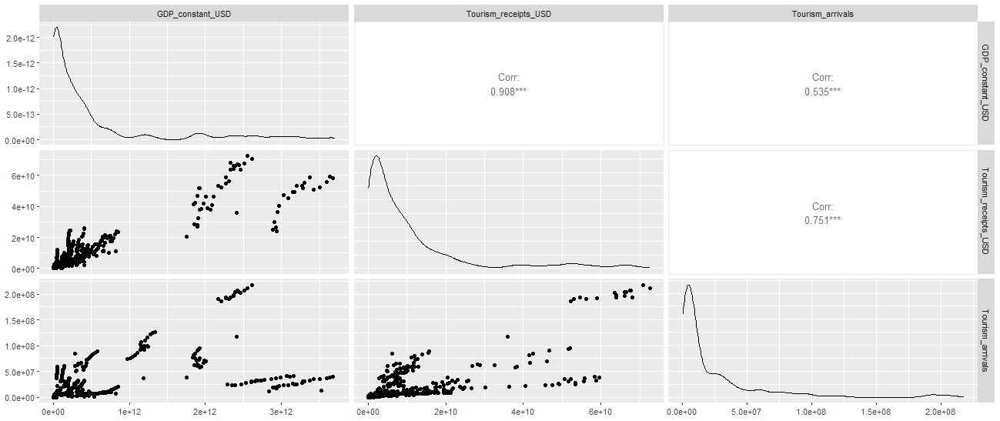 GDP_constant_USD
Tourism_receipts_USD
Tourism_arrivals
2.0e-12
1.5e-12
1.0e-12
5.0e-13
0.0e+00
Corr:
0.908***
Corr:
0.535***
GDP_constant_USD
6e+10
4e+10
2e+10
0e+00
Corr:
0.751***
Tourism_receipts_USD
2.0e+08
1.5e+08
1.0e+08
5.0e+07
0.0e+00
Tourism_arrivals
0e+00 1e+12 2e+12 3e+12
0e+00 2e+10 4e+10 6e+10
0.0e+00 5.0e+07 1.0e+08 1.5e+08 2.0e+08